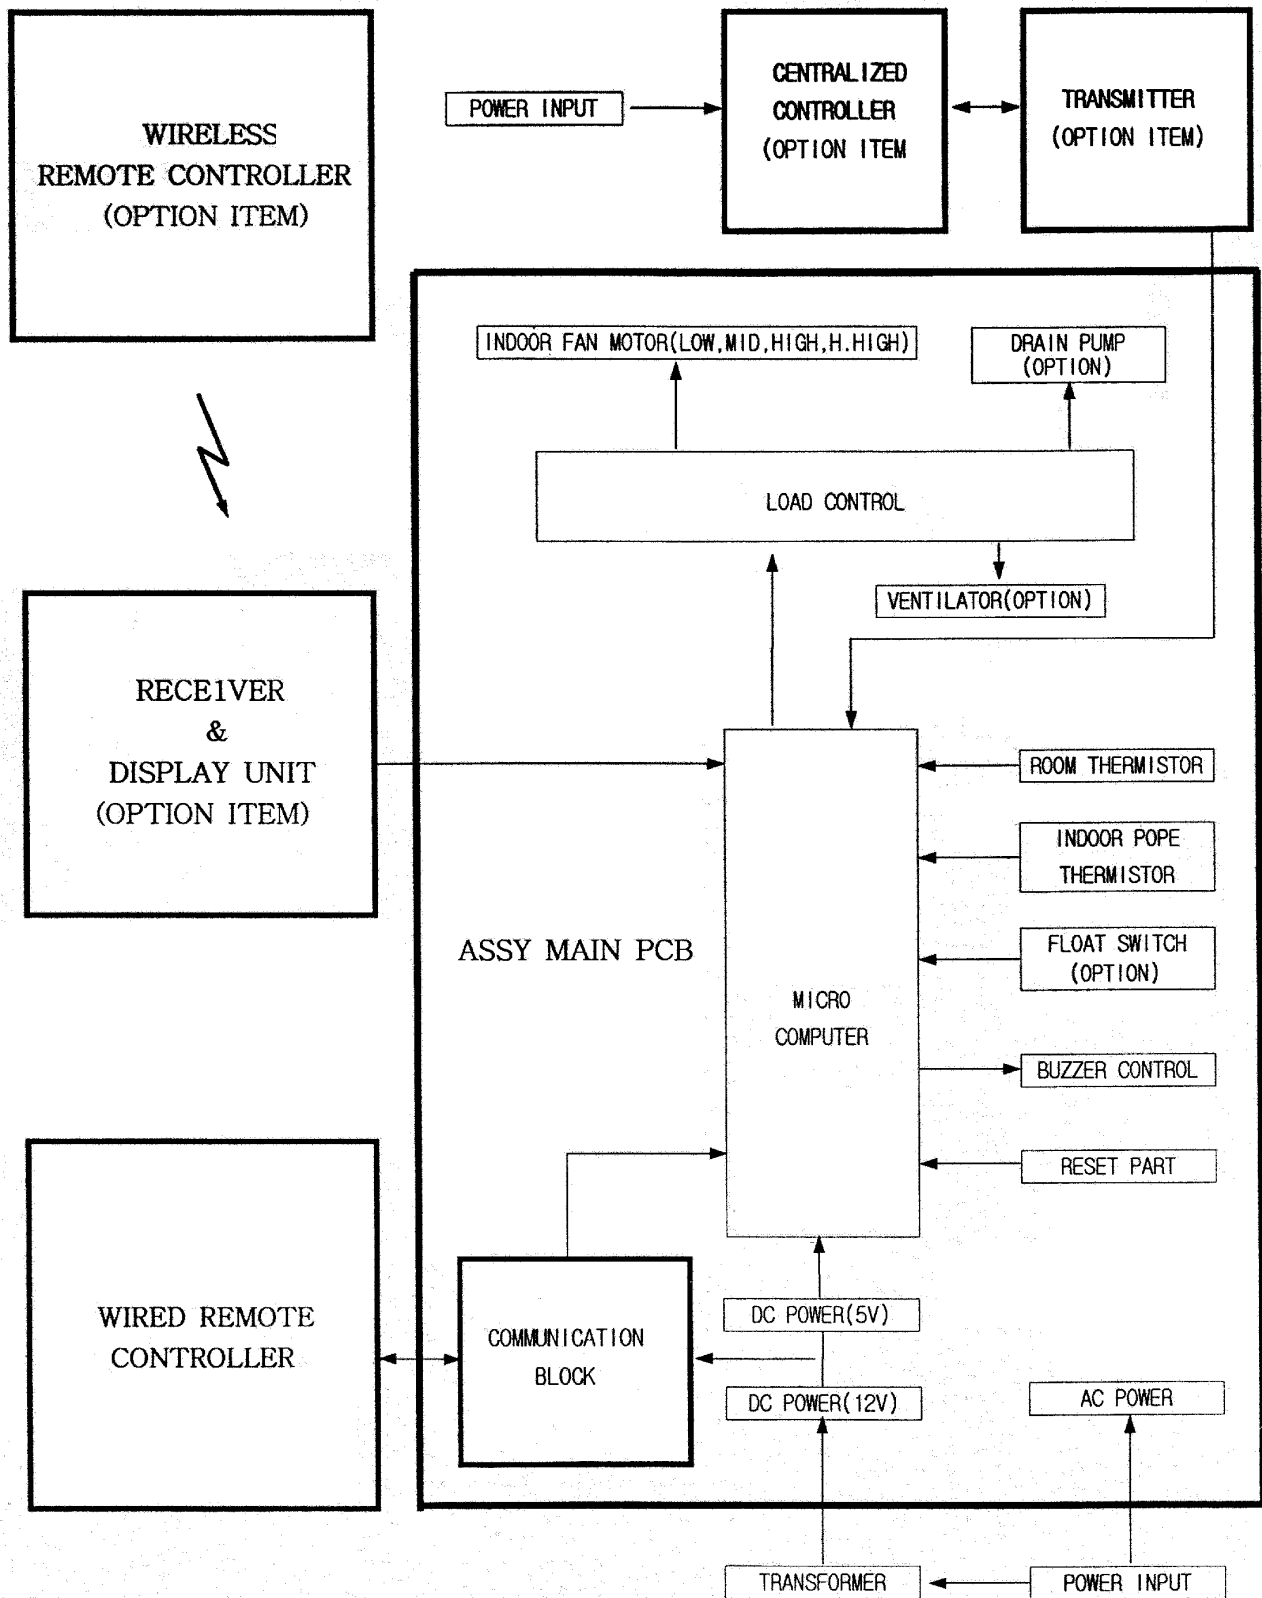 WIRELESS
REMOTE CONTROLLER
(OPTION ITEM)
POWER INPUT
CENTRALIZED
CONTROLLER
(OPTION ITEM
TRANSMITTER
(OPTION ITEM)
INDOOR FAN MOTOR(LOW,MID,HIGH,H.HIGH)
DRAIN PUMP
(OPTION)
LOAD CONTROL
VENTILATOR(OPTION)
RECE1VER
&
DISPLAY UNIT
(OPTION ITEM)
ROOM THERMISTOR
INDOOR POPE
THERMISTOR
ASSY MAIN PCB
FLOAT SWITCH
(OPTION)
MICRO
COMPUTER
BUZZER CONTROL
RESET PART
WIRED REMOTE
CONTROLLER
COMMUNICATION
BLOCK
DC POWER(5V)
DC POWER(12V)
AC POWER
TRANSFORMER
POWER INPUT